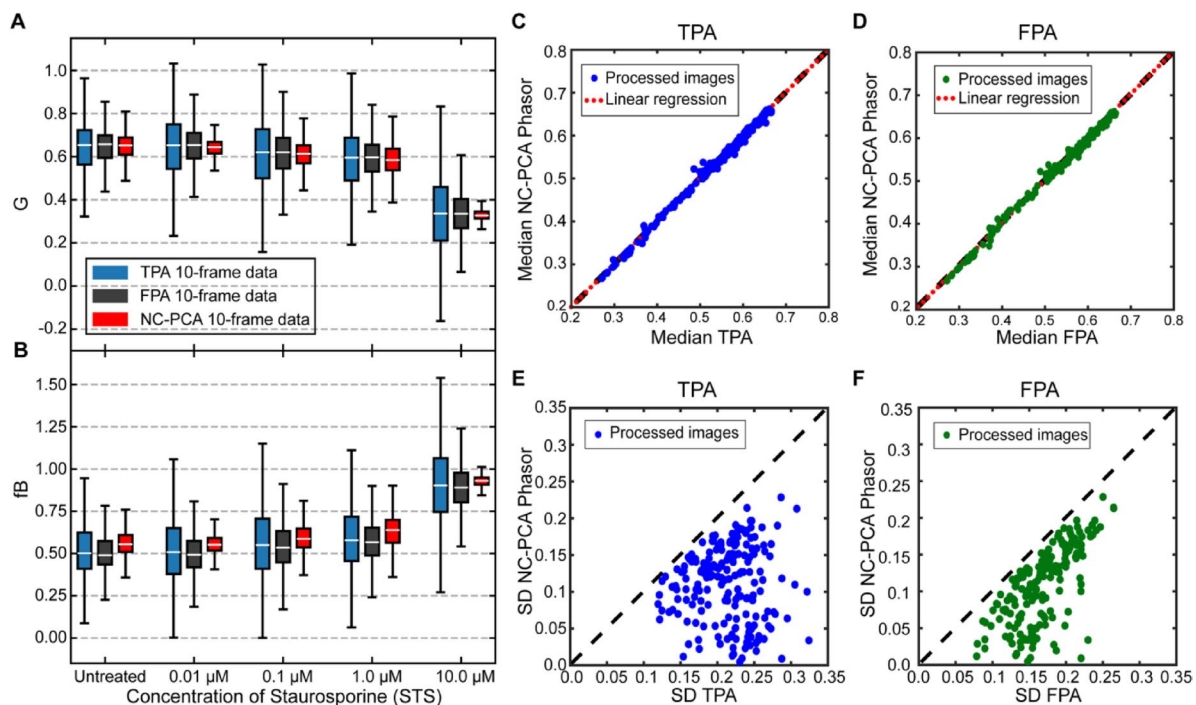 A
1.0
0.8
0.6
0.4
0.2
0.0
-0.2
G
TPA 10-frame data
FPA 10-frame data
NC-PCA 10-frame data
B
1.50
1.25
1.00
0.75
0.50
0.25
0.00
fB
Untreated 0.01 µM 0.1 µM 1.0 µM 10.0 µM
Concentration of Staurosporine (STS)
C
TPA
0.8
0.7
0.6
0.5
0.4
0.3
0.2
Median NC-PCA Phasor
Processed images
Linear regression
0.2 0.3 0.4 0.5 0.6 0.7 0.8
Median TPA
D
FPA
0.8
0.7
0.6
0.5
0.4
0.3
0.2
Median NC-PCA Phasor
Processed images
Linear regression
0.2 0.3 0.4 0.5 0.6 0.7 0.8
Median FPA
E
TPA
0.35
0.30
0.25
0.20
0.15
0.10
0.05
0.00
SD NC-PCA Phasor
Processed images
0.00 0.05 0.10 0.15 0.20 0.25 0.30 0.35
SD TPA
F
FPA
0.35
0.30
0.25
0.20
0.15
0.10
0.05
0.00
SD NC-PCA Phasor
Processed images
0.00 0.05 0.10 0.15 0.20 0.25 0.30 0.35
SD FPA